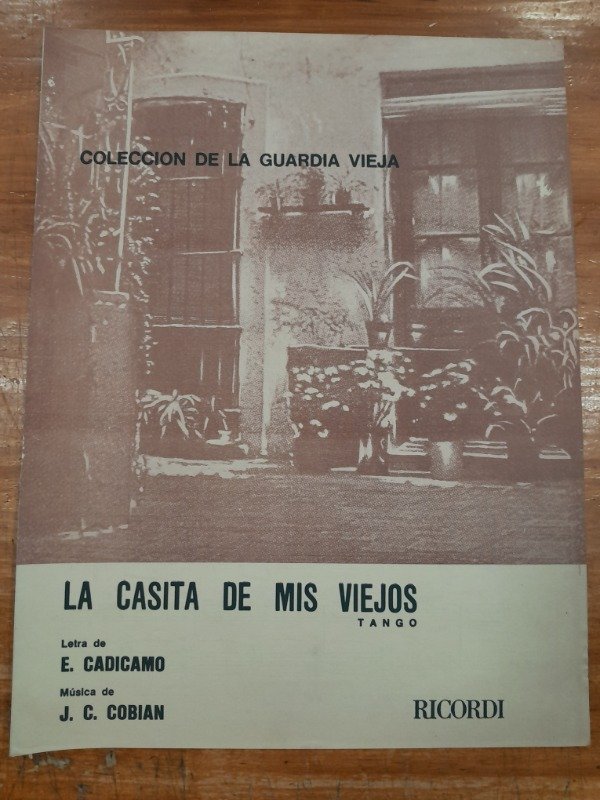 COLECCION DE LA GUARDIA VIEJA
LA CASITA DE MIS VIEJOS
TANGO
Letra de
E. CADICAMO
Música de
J. C. COBIAN
RICORDI